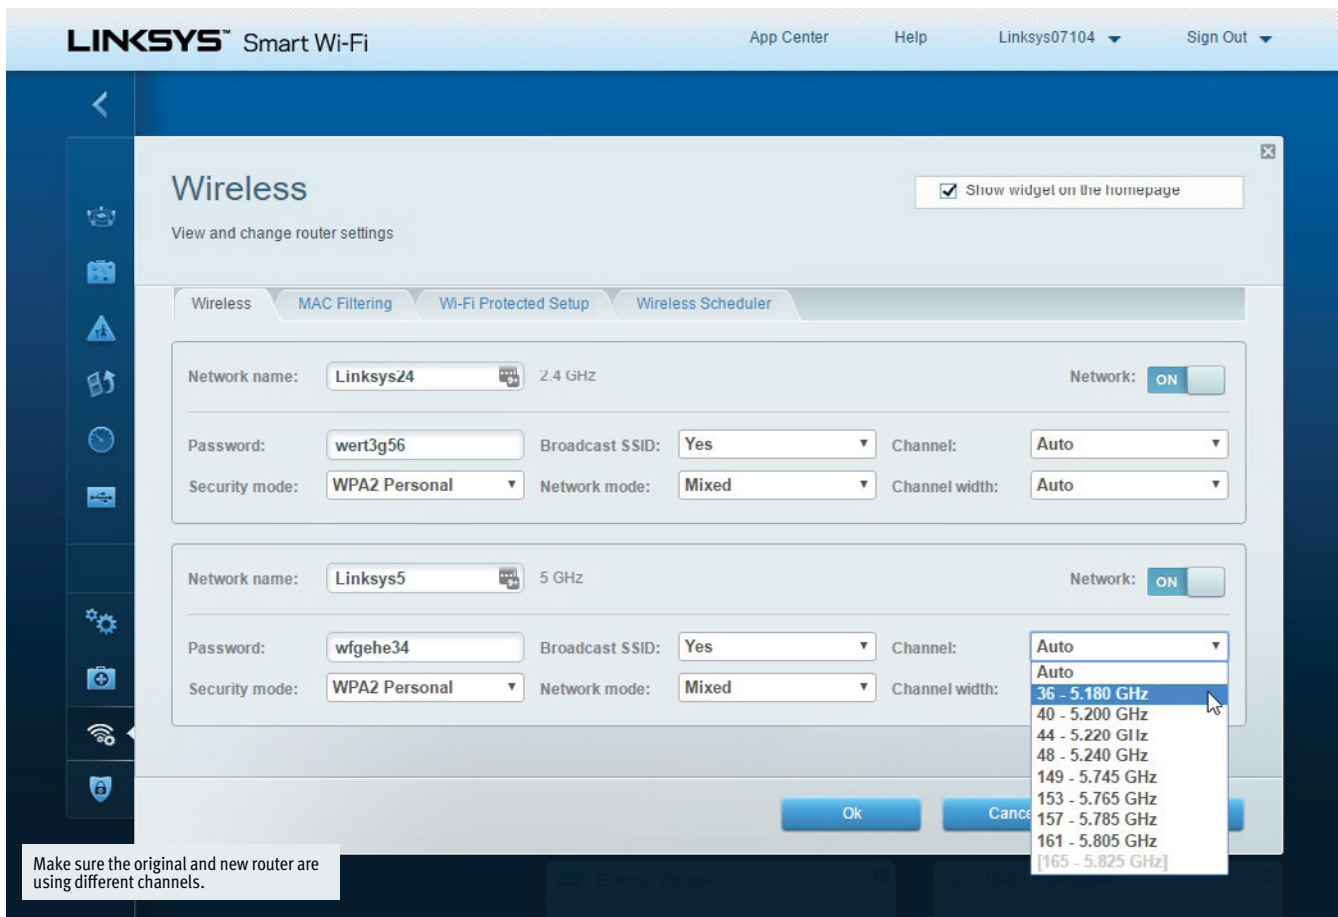 LINKSYS™ Smart Wi-Fi
App Center Help Linksys07104 Sign Out
Wireless
Show widget on the homepage
View and change router settings
Wireless MAC Filtering Wi-Fi Protected Setup Wireless Scheduler
Network name: Linksys24 2.4 GHz Network: ON
Password: wert3g56 Broadcast SSID: Yes Channel: Auto
Security mode: WPA2 Personal Network mode: Mixed Channel width: Auto
Network name: Linksys5 5 GHz Network: ON
Password: wfgehe34 Broadcast SSID: Yes Channel: Auto
Security mode: WPA2 Personal Network mode: Mixed Channel width:
Auto
36 - 5.180 GHz
40 - 5.200 GHz
44 - 5.220 GHz
48 - 5.240 GHz
149 - 5.745 GHz
153 - 5.765 GHz
157 - 5.785 GHz
161 - 5.805 GHz
[165 - 5.825 GHz]
Ok Cance
Make sure the original and new router are
using different channels.
External Storage